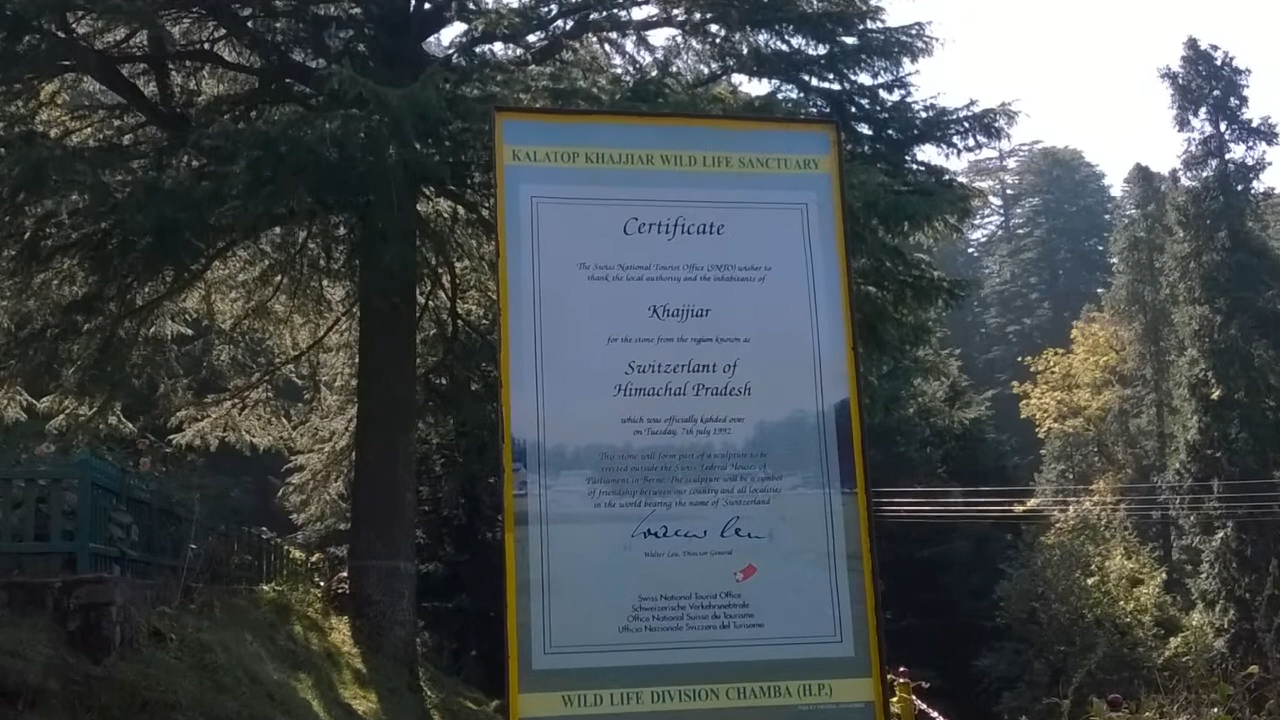 KALATOP KHAJJIAR WILD LIFE SANCTUARY
Certificate
The Swiss National Tourist Office (SNTO) wishes to
thank the local authority and the inhabitants of
Khajjiar
for the stone from the region known as
Switzerlant of
Himachal Pradesh
which was officially kahded over
on Tuesday, 7th july 1992
This stone will form part of a sculpture to be
erected outside the Swiss Federal Houses of
Parliament in Berne. The sculpture will be a symbol
of friendship between our country and all localities
in the world bearing the name of Switzerland
Walter Leu, Director General
Swiss National Tourist Office
Schweizerische Verkehrsnebtrale
Office National Suisse du Tourisme
Ufficio Nazionale Svizzero del Turisome
WILD LIFE DIVISION CHAMBA (H.P.)